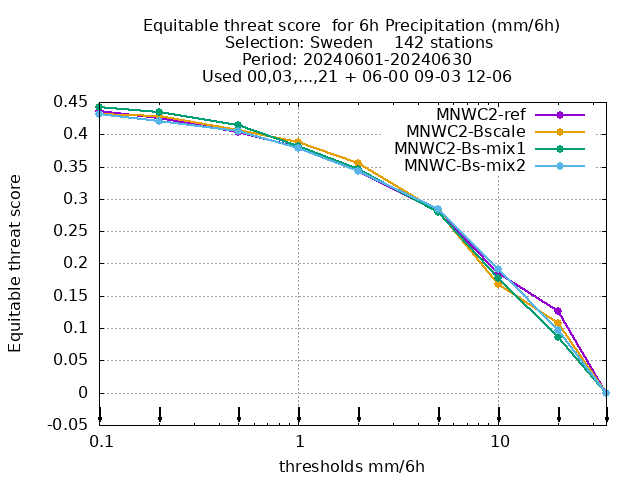 Equitable threat score  for 6h Precipitation (mm/6h)
Selection: Sweden    142 stations
Period: 20240601-20240630
Used 00,03,...,21 + 06-00 09-03 12-06
MNWC2-ref
MNWC2-Bscale
MNWC2-Bs-mix1
MNWC-Bs-mix2
Equitable threat score
0.45
0.4
0.35
0.3
0.25
0.2
0.15
0.1
0.05
0
-0.05
0.1 1 10
thresholds mm/6h